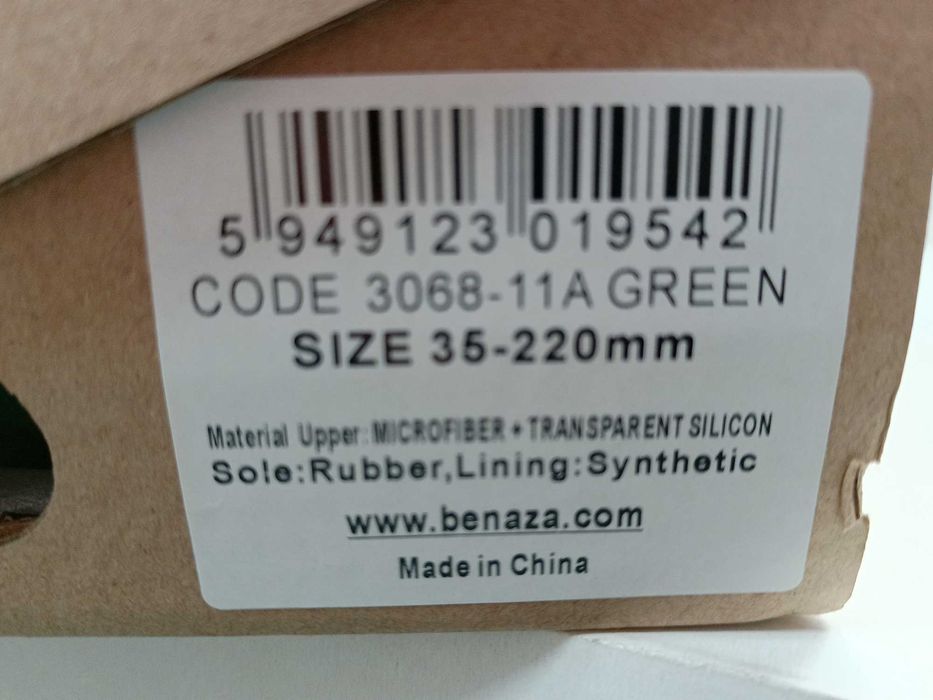 5 949123 019542
CODE 3068-11A GREEN
SIZE 35-220mm
Material Upper:MICROFIBER + TRANSPARENT SILICON
Sole:Rubber,Lining:Synthetic
www.benaza.com
Made in China